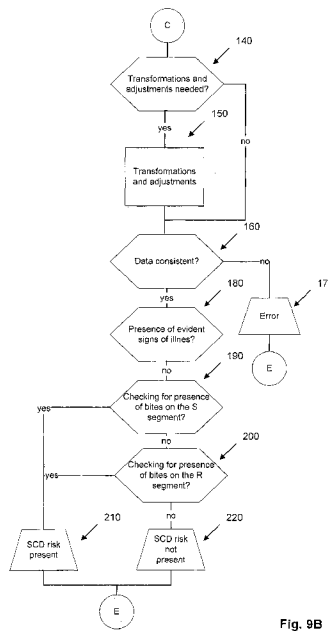 C
140
Transformations and
adjustments needed?
150
yes
no
Transformations
and adjustments
160
Data consistent?
no
180
yes
17
Presence of evident
signs of illnes?
Error
190
no
E
Checking for presence
of bites on the S
segment?
yes
no
200
Checking for presence
of bites on the R
segment?
yes
210
no
220
SCD risk
present
SCD risk
not
present
E
Fig. 9B